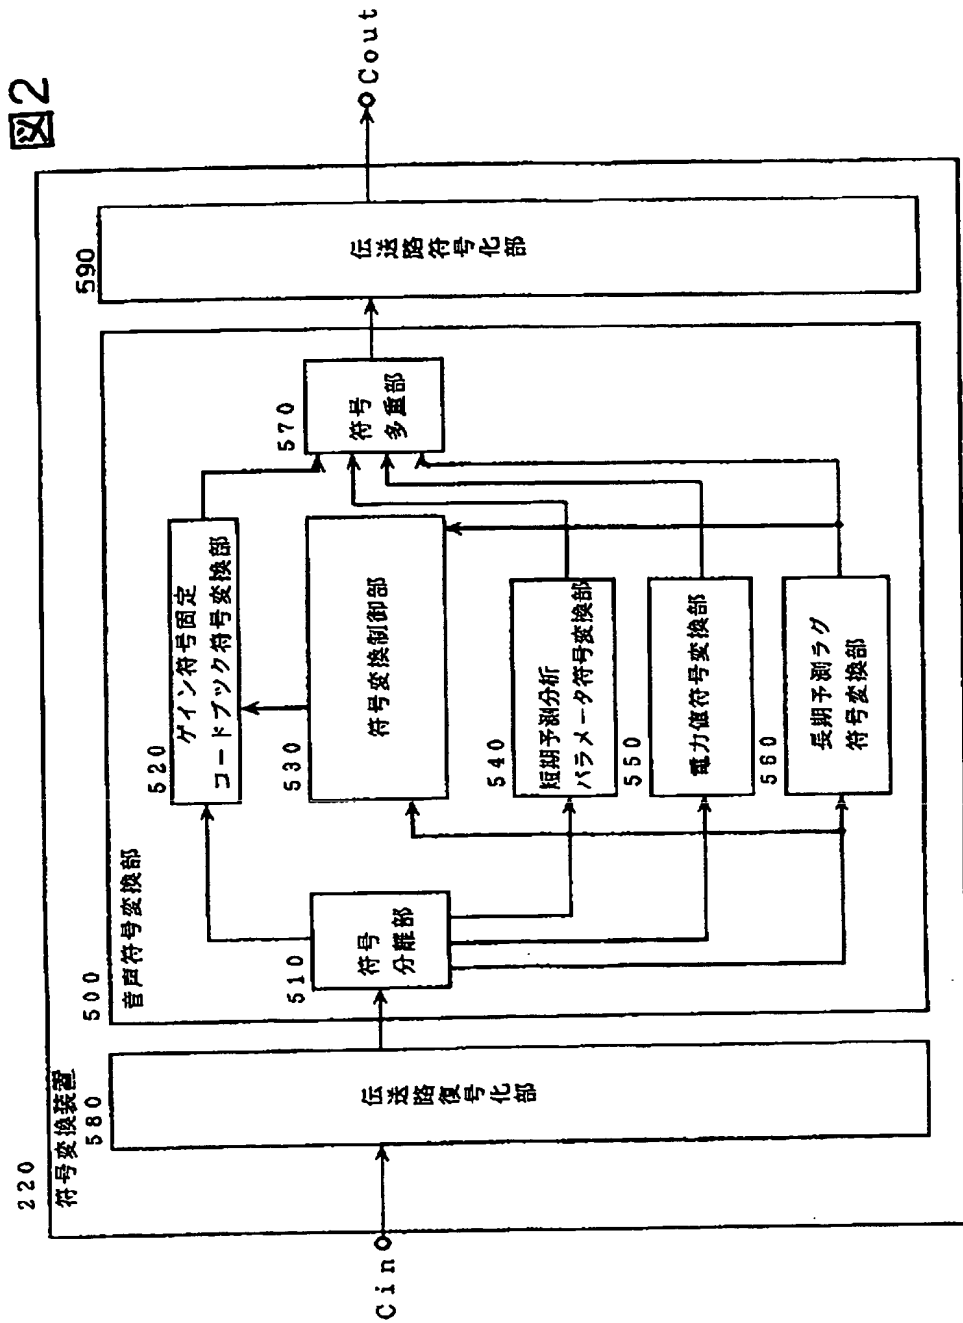 図2
220
符号変換装置
580
伝送路復号化部
Cin
500
音声符号変換部
510
符号
分離部
520
ゲイン符号固定
コードブック符号変換部
530
符号変換制御部
540
短期予測分析
パラメータ符号変換部
550
電力値符号変換部
560
長期予測ラグ
符号変換部
570
符号
多重部
590
伝送路符号化部
Cout